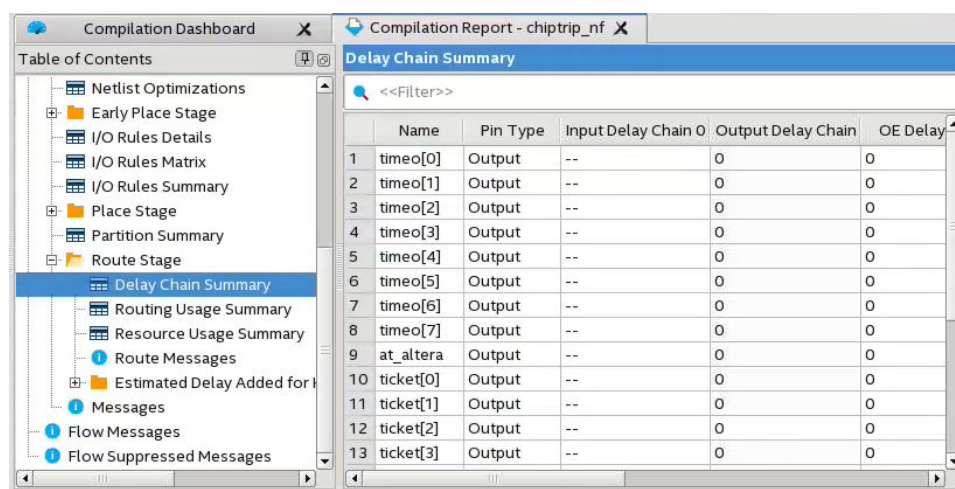 Compilation Dashboard
Compilation Report - chiptrip_nf
Table of Contents
Netlist Optimizations
Early Place Stage
I/O Rules Details
I/O Rules Matrix
I/O Rules Summary
Place Stage
Partition Summary
Route Stage
Delay Chain Summary
Routing Usage Summary
Resource Usage Summary
Route Messages
Estimated Delay Added for H
Messages
Flow Messages
Flow Suppressed Messages
Delay Chain Summary
<<Filter>>
Name Pin Type Input Delay Chain 0 Output Delay Chain OE Delay
1 timeo[0] Output -- 0 0
2 timeo[1] Output -- 0 0
3 timeo[2] Output -- 0 0
4 timeo[3] Output -- 0 0
5 timeo[4] Output -- 0 0
6 timeo[5] Output -- 0 0
7 timeo[6] Output -- 0 0
8 timeo[7] Output -- 0 0
9 at_altera Output -- 0 0
10 ticket[0] Output -- 0 0
11 ticket[1] Output -- 0 0
12 ticket[2] Output -- 0 0
13 ticket[3] Output -- 0 0